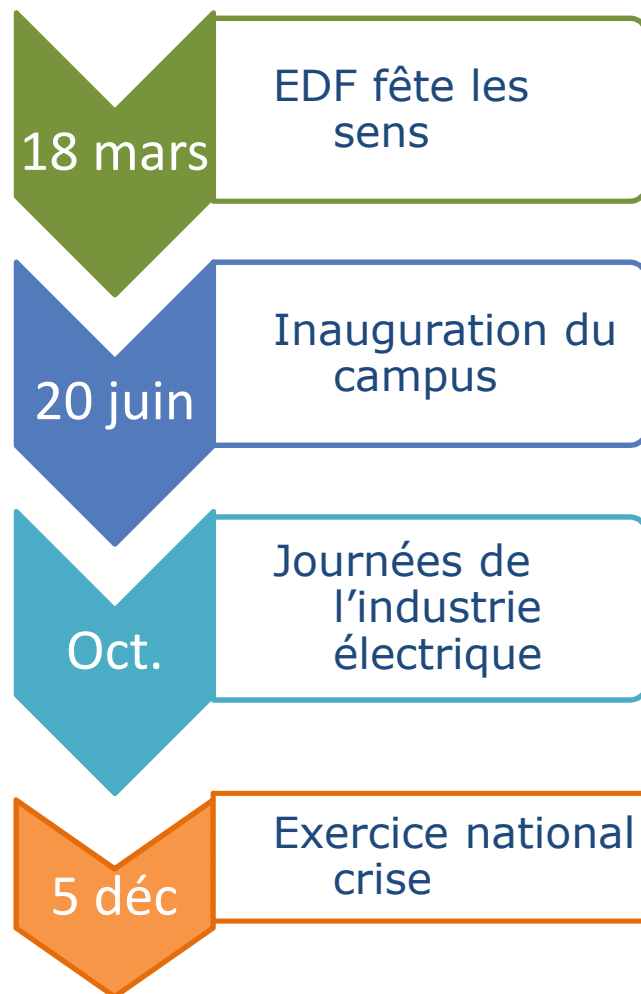 18 mars
EDF fête les
sens
20 juin
Inauguration du
campus
Oct.
Journées de
l’industrie
électrique
5 déc
Exercice national
crise